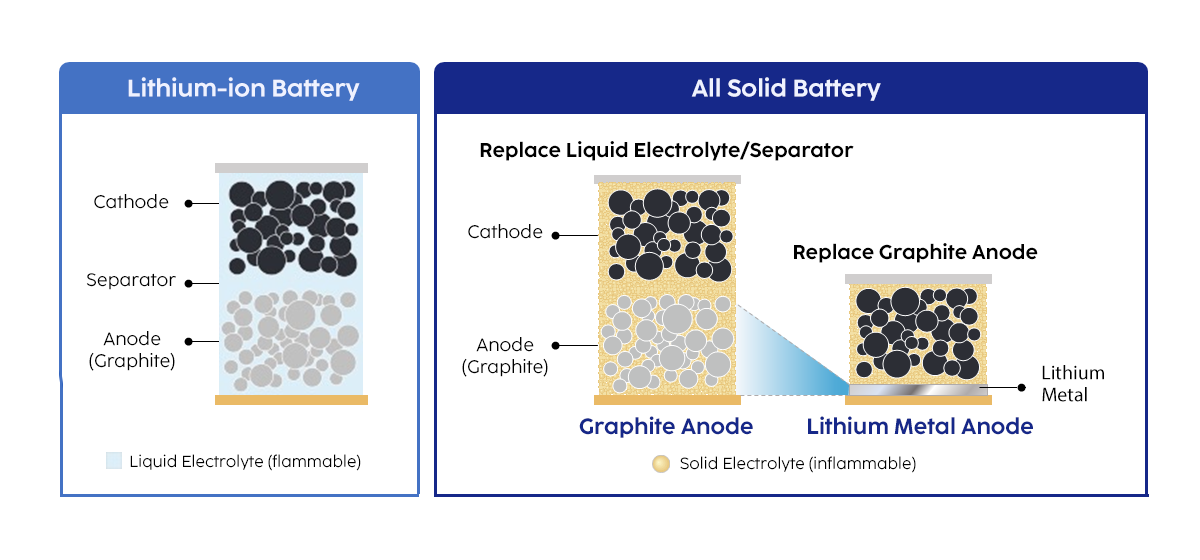 Lithium-ion Battery
Cathode
Separator
Anode
(Graphite)
Liquid Electrolyte (flammable)
All Solid Battery
Replace Liquid Electrolyte/Separator
Cathode
Anode
(Graphite)
Graphite Anode
Replace Graphite Anode
Lithium
Metal
Lithium Metal Anode
Solid Electrolyte (inflammable)